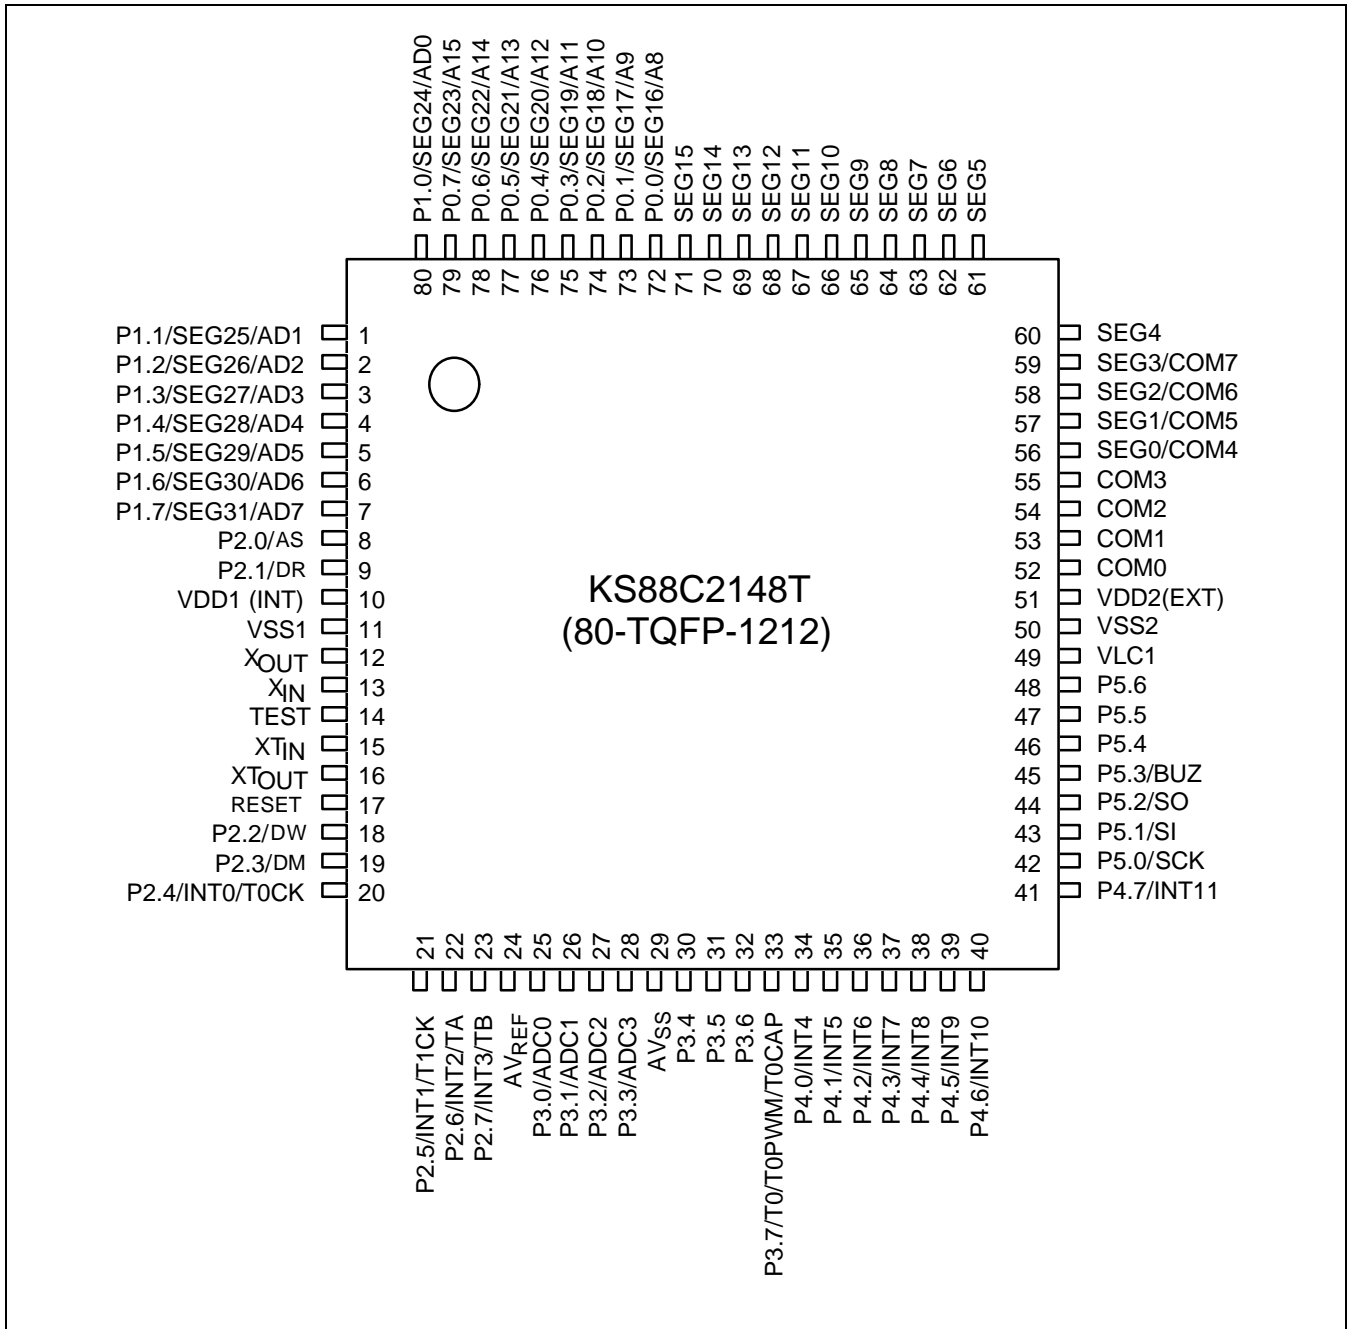 P1.0/SEG24/AD0
P0.7/SEG23/A15
P0.6/SEG22/A14
P0.5/SEG21/A13
P0.4/SEG20/A12
P0.3/SEG19/A11
P0.2/SEG18/A10
P0.1/SEG17/A9
P0.0/SEG16/A8
SEG15
SEG14
SEG13
SEG12
SEG11
SEG10
SEG9
SEG8
SEG7
SEG6
SEG5
80
79
78
77
76
75
74
73
72
71
70
69
68
67
66
65
64
63
62
61
P1.1/SEG25/AD1 1
P1.2/SEG26/AD2 2
P1.3/SEG27/AD3 3
P1.4/SEG28/AD4 4
P1.5/SEG29/AD5 5
P1.6/SEG30/AD6 6
P1.7/SEG31/AD7 7
P2.0/AS 8
P2.1/DR 9
VDD1 (INT) 10
VSS1 11
XOUT 12
XIN 13
TEST 14
XTIN 15
XTOUT 16
RESET 17
P2.2/DW 18
P2.3/DM 19
P2.4/INT0/T0CK 20
KS88C2148T
(80-TQFP-1212)
60 SEG4
59 SEG3/COM7
58 SEG2/COM6
57 SEG1/COM5
56 SEG0/COM4
55 COM3
54 COM2
53 COM1
52 COM0
51 VDD2(EXT)
50 VSS2
49 VLC1
48 P5.6
47 P5.5
46 P5.4
45 P5.3/BUZ
44 P5.2/SO
43 P5.1/SI
42 P5.0/SCK
41 P4.7/INT11
21
22
23
24
25
26
27
28
29
30
31
32
33
34
35
36
37
38
39
40
P2.5/INT1/T1CK
P2.6/INT2/TA
P2.7/INT3/TB
AVREF
P3.0/ADC0
P3.1/ADC1
P3.2/ADC2
P3.3/ADC3
AVSS
P3.4
P3.5
P3.6
P3.7/T0/T0PWM/T0CAP
P4.0/INT4
P4.1/INT5
P4.2/INT6
P4.3/INT7
P4.4/INT8
P4.5/INT9
P4.6/INT10